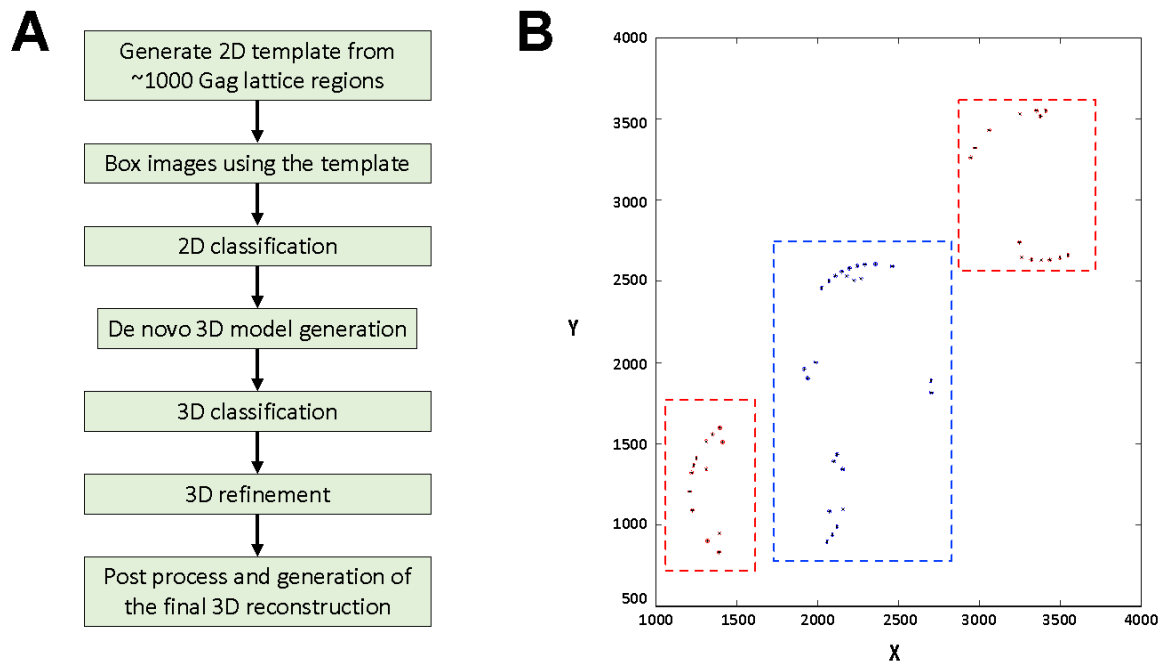 A
Generate 2D template from
~1000 Gag lattice regions
Box images using the template
2D classification
De novo 3D model generation
3D classification
3D refinement
Post process and generation of
the final 3D reconstruction
B
4000
3500
3000
2500
2000
1500
1000
500
Y
1000 1500 2000 2500 3000 3500 4000
X